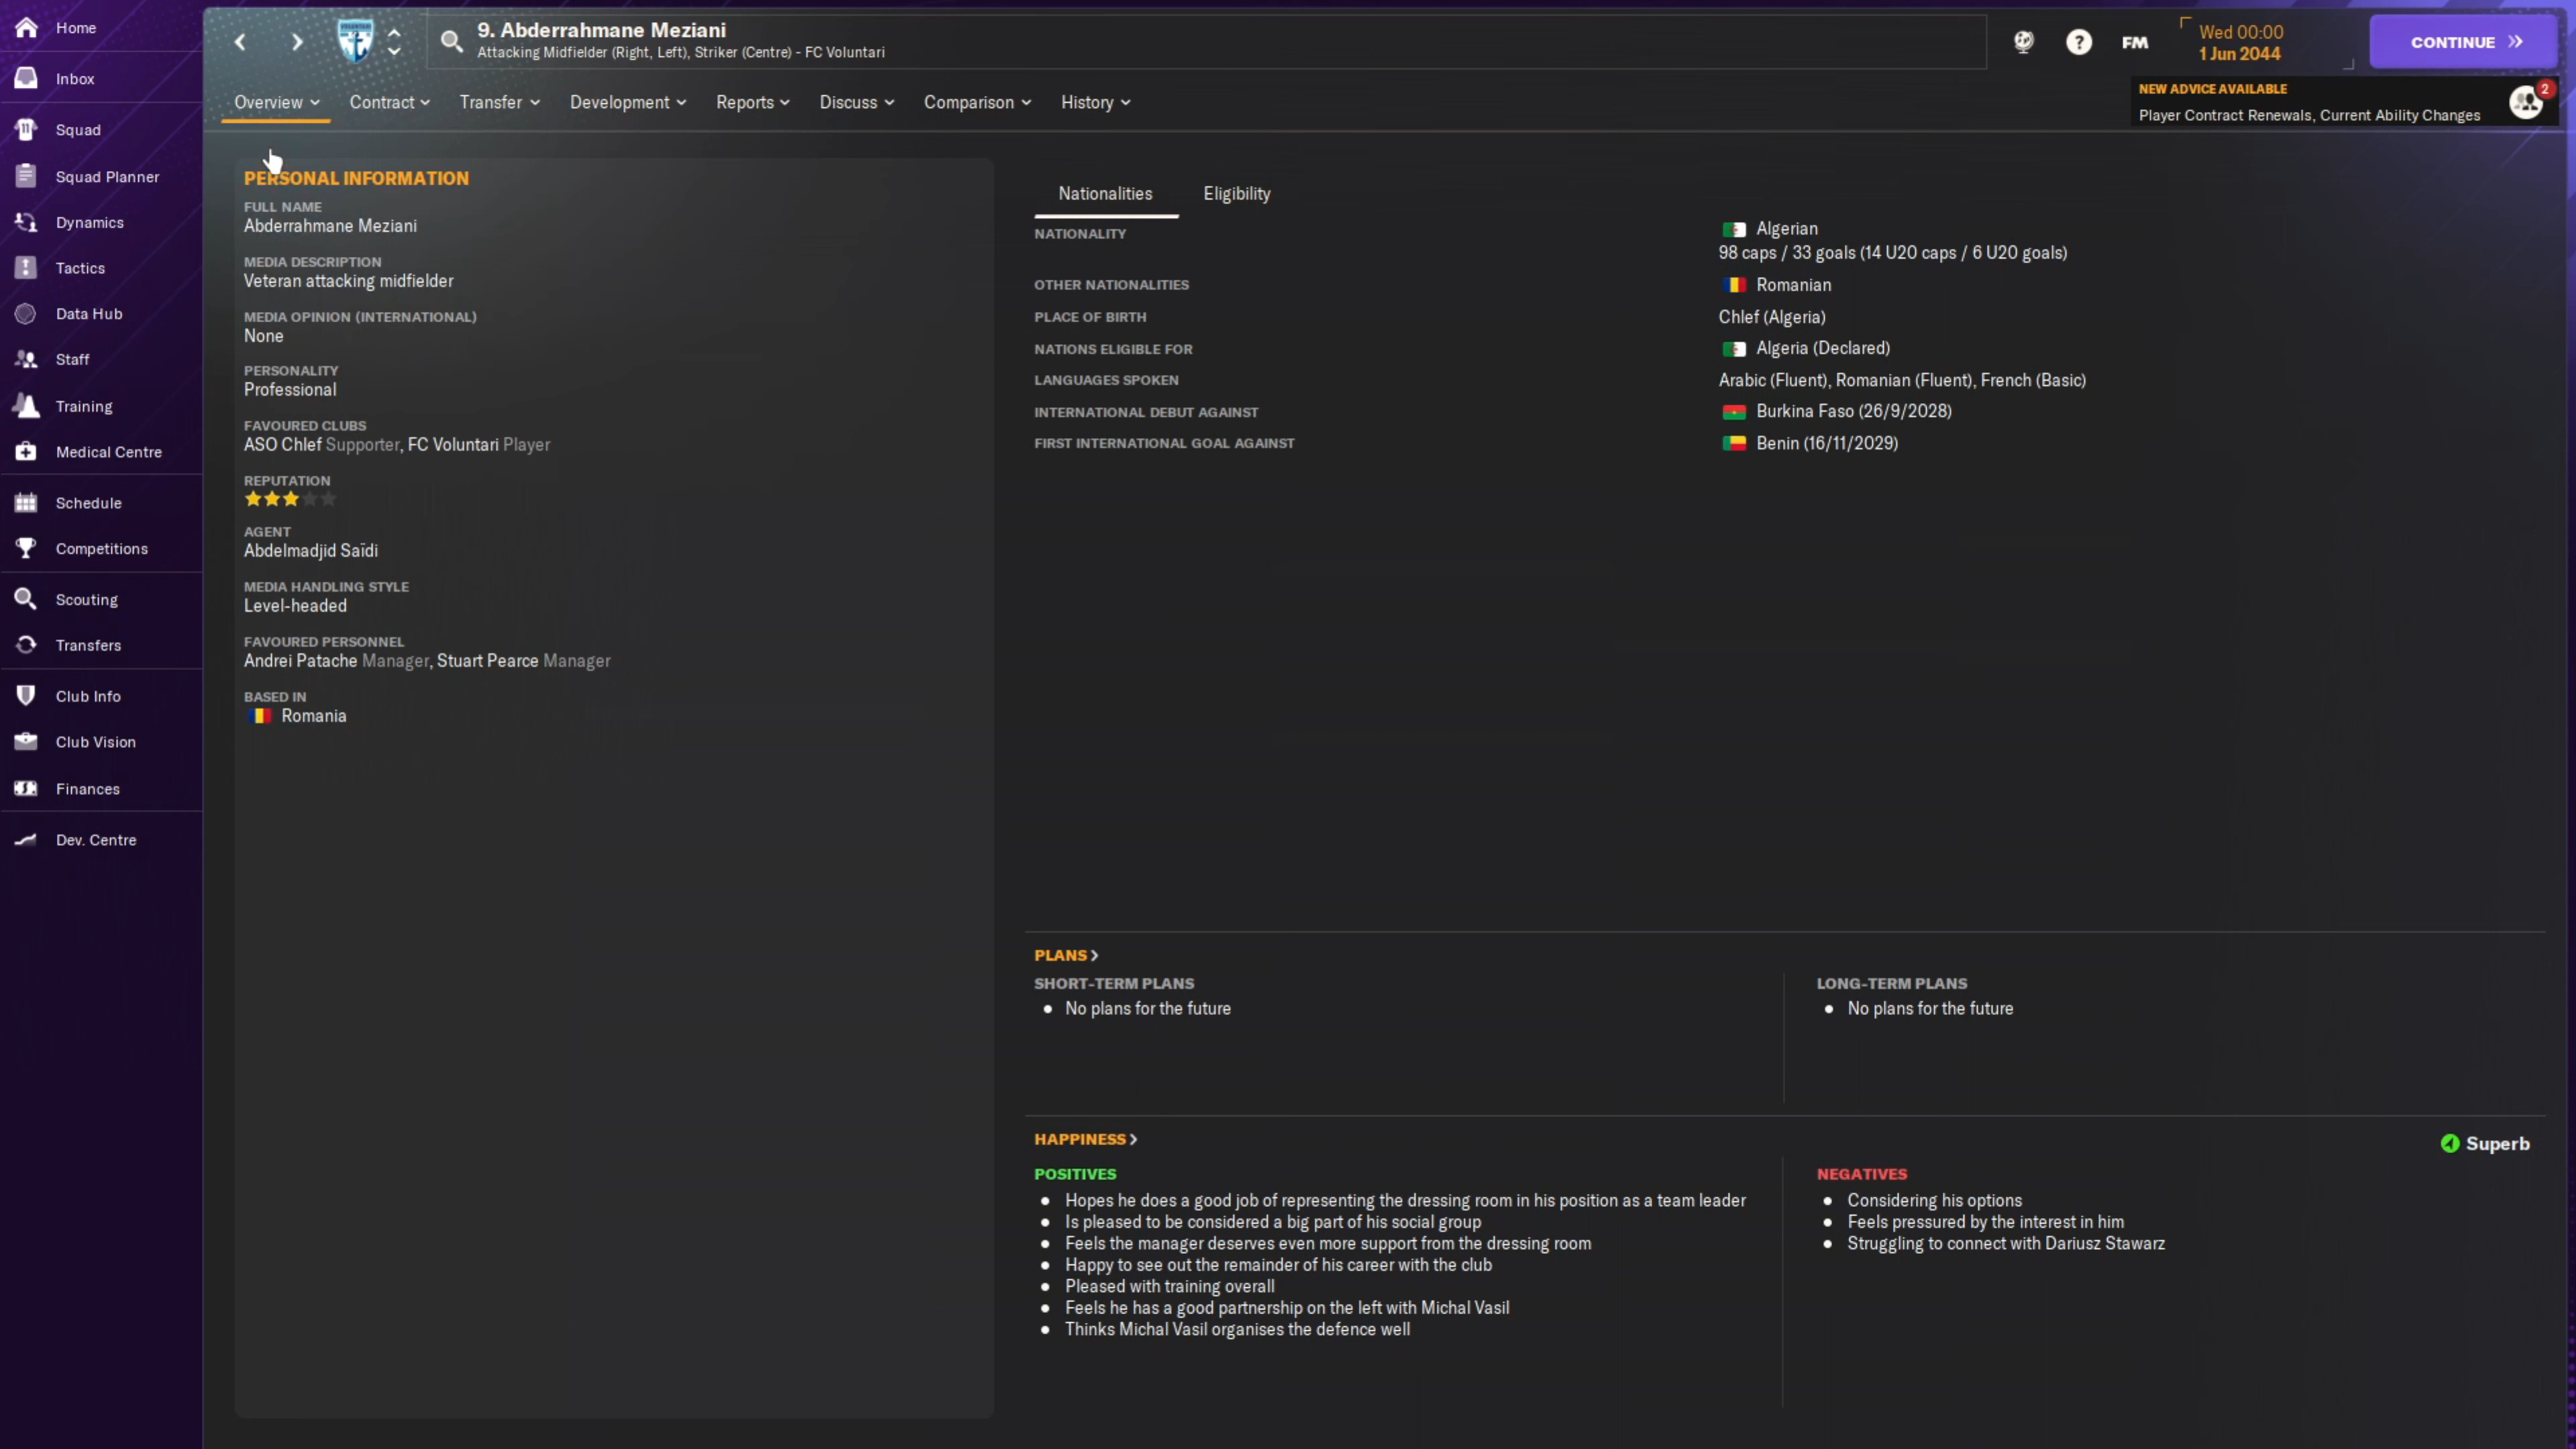 Home
Inbox
Squad
Squad Planner
Dynamics
Tactics
Data Hub
Staff
Training
Medical Centre
Schedule
Competitions
Scouting
Transfers
Club Info
Club Vision
Finances
Dev. Centre
9. Abderrahmane Meziani
Attacking Midfielder (Right, Left), Striker (Centre) - FC Voluntari
FM
Wed 00:00
1 Jun 2044
CONTINUE
Overview
Contract
Transfer
Development
Reports
Discuss
Comparison
History
NEW ADVICE AVAILABLE
Player Contract Renewals, Current Ability Changes
2
PERSONAL INFORMATION
FULL NAME
Abderrahmane Meziani
MEDIA DESCRIPTION
Veteran attacking midfielder
MEDIA OPINION (INTERNATIONAL)
None
PERSONALITY
Professional
FAVOURED CLUBS
ASO Chlef Supporter, FC Voluntari Player
REPUTATION
AGENT
Abdelmadjid Saïdi
MEDIA HANDLING STYLE
Level-headed
FAVOURED PERSONNEL
Andrei Patache Manager, Stuart Pearce Manager
BASED IN
Romania
Nationalities
Eligibility
NATIONALITY
Algerian
98 caps / 33 goals (14 U20 caps / 6 U20 goals)
OTHER NATIONALITIES
Romanian
PLACE OF BIRTH
Chlef (Algeria)
NATIONS ELIGIBLE FOR
Algeria (Declared)
LANGUAGES SPOKEN
Arabic (Fluent), Romanian (Fluent), French (Basic)
INTERNATIONAL DEBUT AGAINST
Burkina Faso (26/9/2028)
FIRST INTERNATIONAL GOAL AGAINST
Benin (16/11/2029)
PLANS
SHORT-TERM PLANS
No plans for the future
LONG-TERM PLANS
No plans for the future
HAPPINESS
Superb
POSITIVES
Hopes he does a good job of representing the dressing room in his position as a team leader
Is pleased to be considered a big part of his social group
Feels the manager deserves even more support from the dressing room
Happy to see out the remainder of his career with the club
Pleased with training overall
Feels he has a good partnership on the left with Michal Vasil
Thinks Michal Vasil organises the defence well
NEGATIVES
Considering his options
Feels pressured by the interest in him
Struggling to connect with Dariusz Stawarz